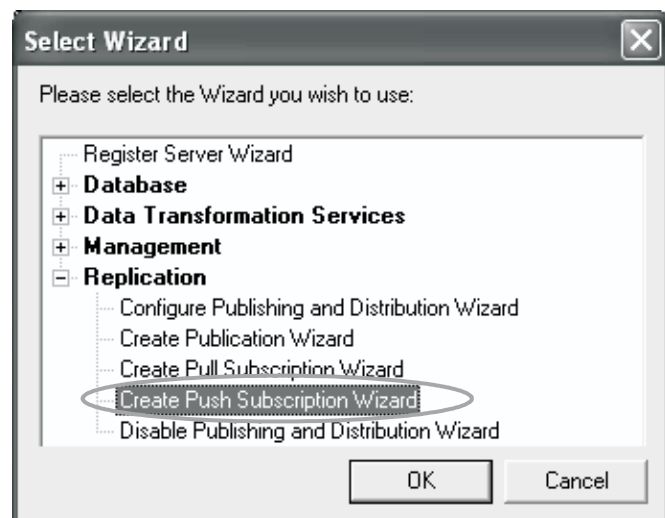 Select Wizard
Please select the Wizard you wish to use:
Register Server Wizard
Database
Data Transformation Services
Management
Replication
Configure Publishing and Distribution Wizard
Create Publication Wizard
Create Pull Subscription Wizard
Create Push Subscription Wizard
Disable Publishing and Distribution Wizard
OK Cancel